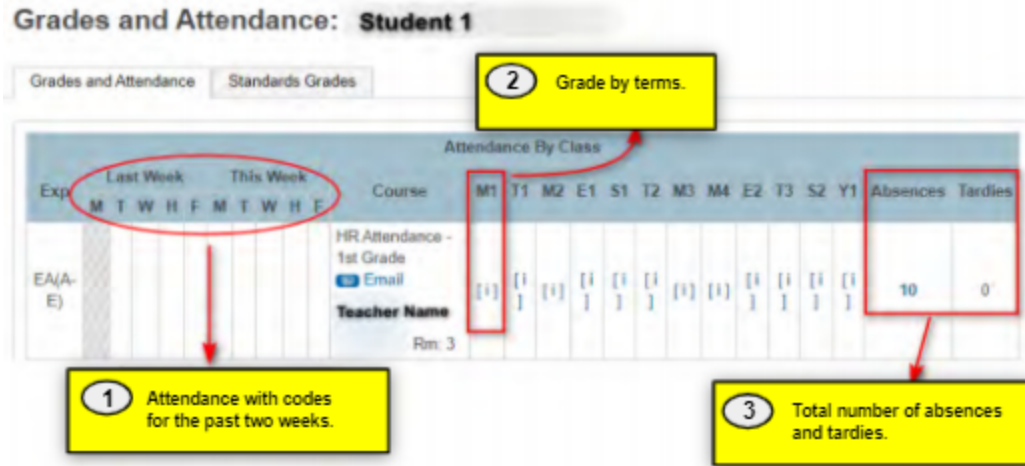 Grades and Attendance: Student 1
Grades and Attendance Standards Grades
2 Grade by terms.
Attendance By Class
Exp Last Week This Week Course M1 T1 M2 E1 S1 T2 M3 M4 E2 T3 S2 Y1 Absences Tardies
M T W H F M T W H F
HR Attendance -
1st Grade
EA(A-
E)
Email
[i] [i] [i] [i] [i] [i] [i] [i] [i] [i] [i] [i] 10 0
Teacher Name
Rm: 3
1 Attendance with codes
for the past two weeks.
3 Total number of absences
and tardies.